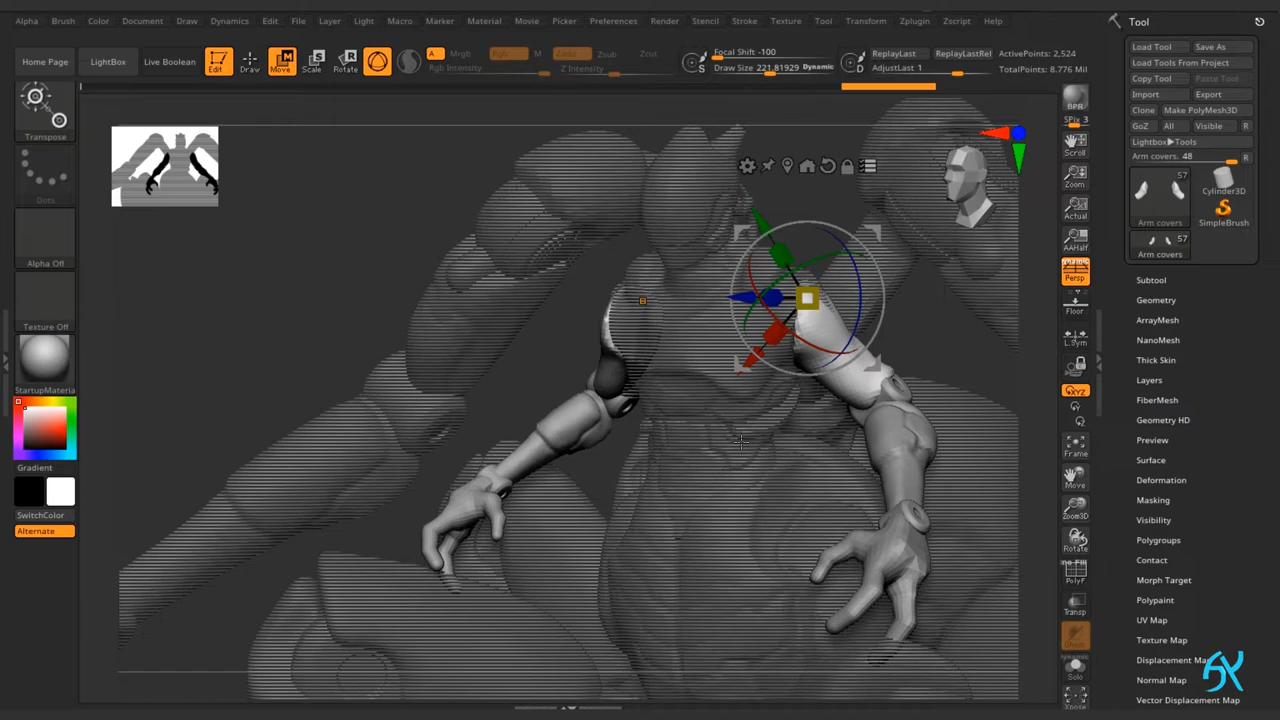 Alpha Brush Color Document Draw Dynamics Edit File Layer Light Macro Marker Material Movie Picker Preferences Render Stencil Stroke Texture Tool Transform Zplugin Zscript Help
Tool
Home Page LightBox Live Boolean Edit Draw Move Scale Rotate
A Mrgb Rgb M Zadd Zsub Zcut
Rgb Intensity Z Intensity
S
Focal Shift -100
Draw Size 221.81929 Dynamic
D
ReplayLast ReplayLastRel
AdjustLast 1
ActivePoints: 2,524
TotalPoints: 8.776 Mil
Transpose
Dots
Alpha Off
Texture Off
StartupMaterial
Gradient
SwitchColor
Alternate
BPR
SPix 3
Scroll
Zoom
Actual
AAHalf
Dynamic
Persp
Floor
L.Sym
XYZ
Frame
Move
Zoom3D
Rotate
PolyF
Transp
Ghost
Dynamic
Solo
Xpose
Load Tool Save As
Load Tools From Project
Copy Tool Paste Tool
Import Export
Clone Make PolyMesh3D
GoZ All Visible R
Lightbox▶Tools
Arm covers. 48 R
57
Arm covers
Cylinder3D
SimpleBrush
57
Arm covers
Subtool
Geometry
ArrayMesh
NanoMesh
Thick Skin
Layers
FiberMesh
Geometry HD
Preview
Surface
Deformation
Masking
Visibility
Polygroups
Contact
Morph Target
Polypaint
UV Map
Texture Map
Displacement Map
Normal Map
Vector Displacement Map